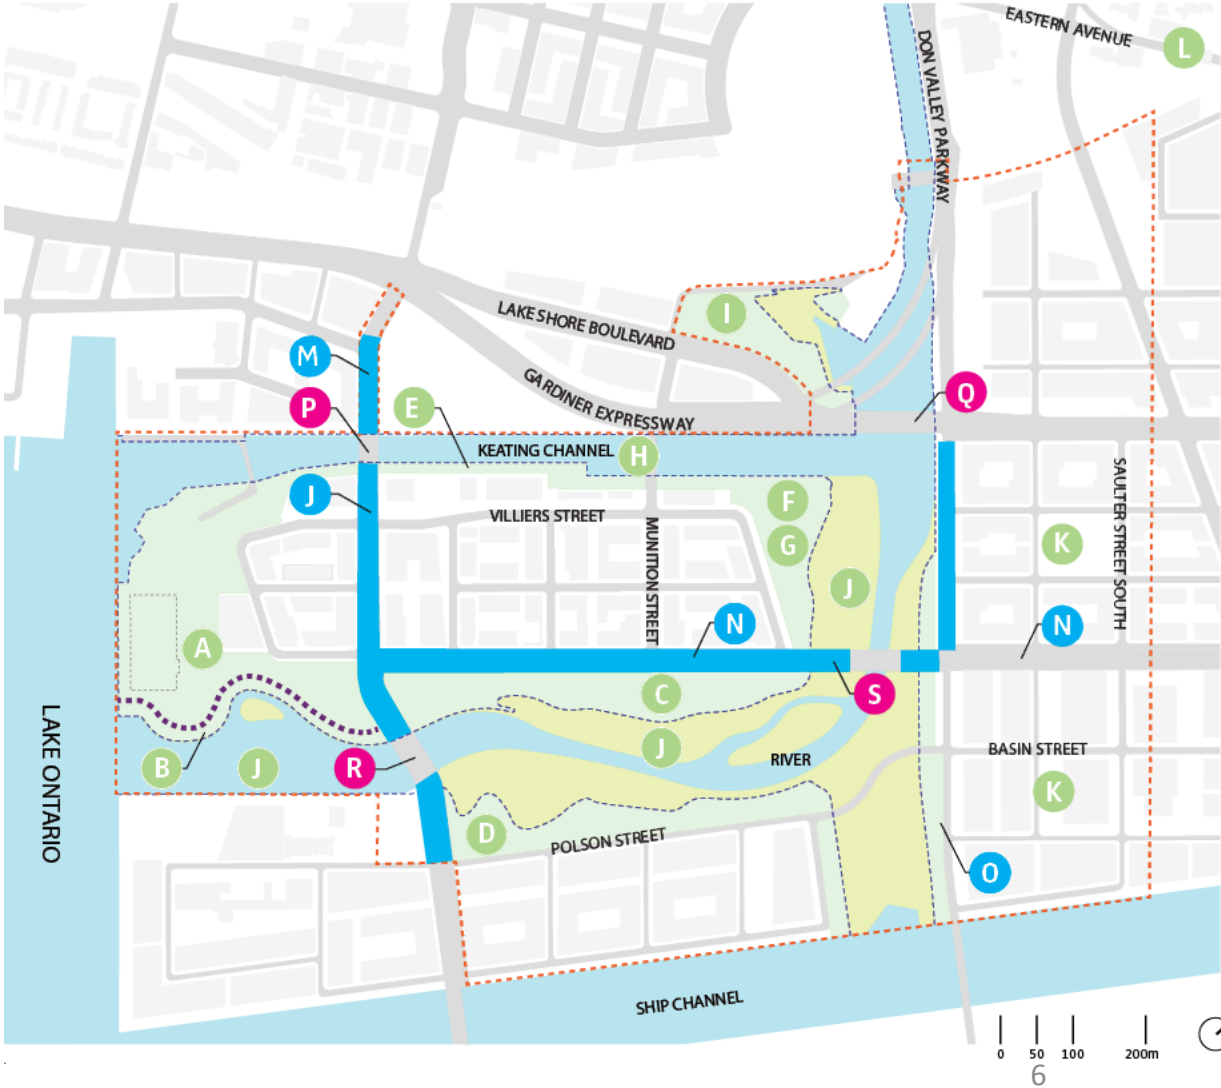 EASTERN AVENUE
L
DON VALLEY PARKWAY
I
LAKE SHORE BOULEVARD
M
GARDINER EXPRESSWAY
P
E
Q
KEATING CHANNEL
H
J
VILLIERS STREET
F
G
MUNITION STREET
SAULTER STREET SOUTH
K
J
N
N
A
C
S
LAKE ONTARIO
B
J
R
J
RIVER
BASIN STREET
K
D
POLSON STREET
O
SHIP CHANNEL
0 50 100 200m
6